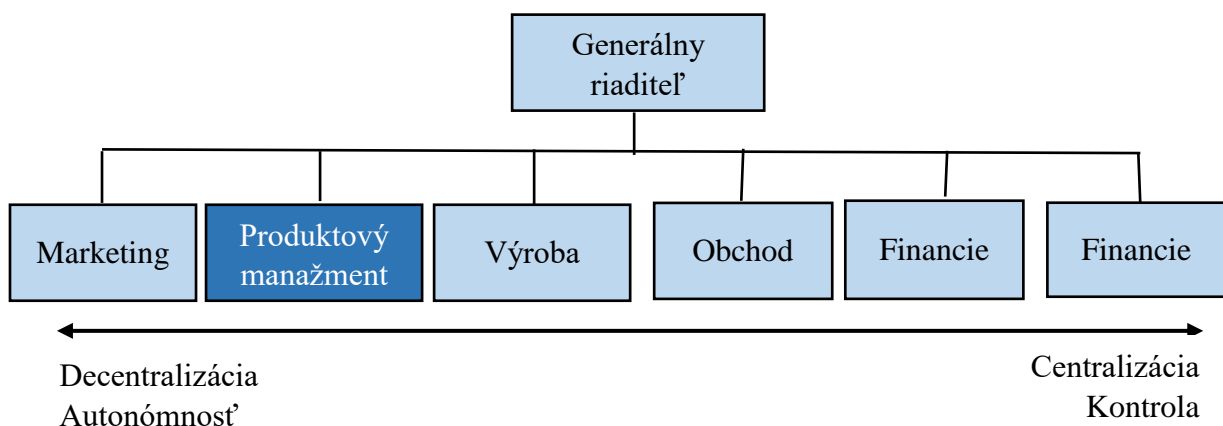 Generálny
riaditeľ
Marketing
Produktový
manažment
Výroba
Obchod
Financie
Financie
Decentralizácia
Autonómnosť
Centralizácia
Kontrola